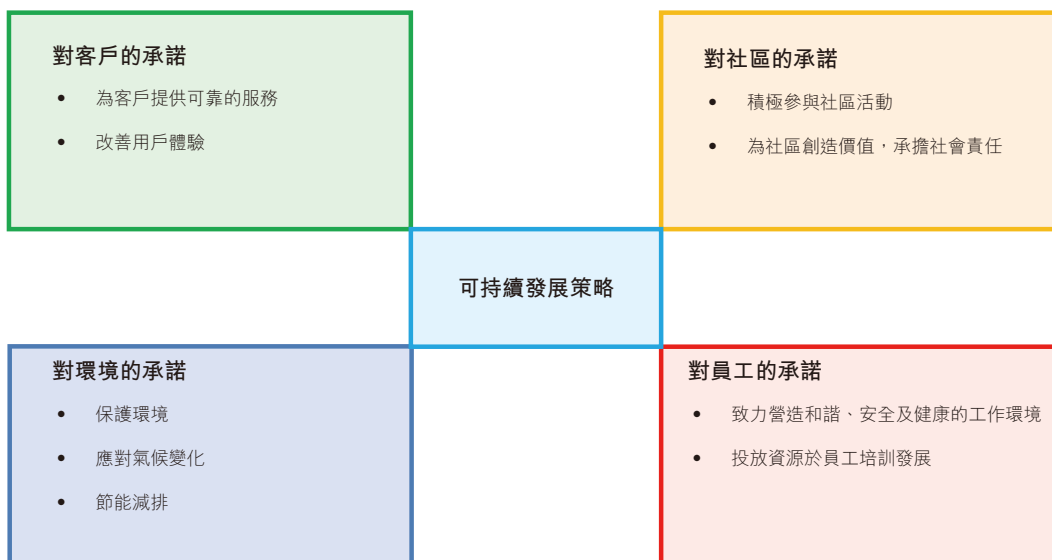 對客戶的承諾
• 為客戶提供可靠的服務
• 改善用戶體驗
對社區的承諾
• 積極參與社區活動
• 為社區創造價值，承擔社會責任
可持續發展策略
對環境的承諾
• 保護環境
• 應對氣候變化
• 節能減排
對員工的承諾
• 致力營造和諧、安全及健康的工作環境
• 投放資源於員工培訓發展